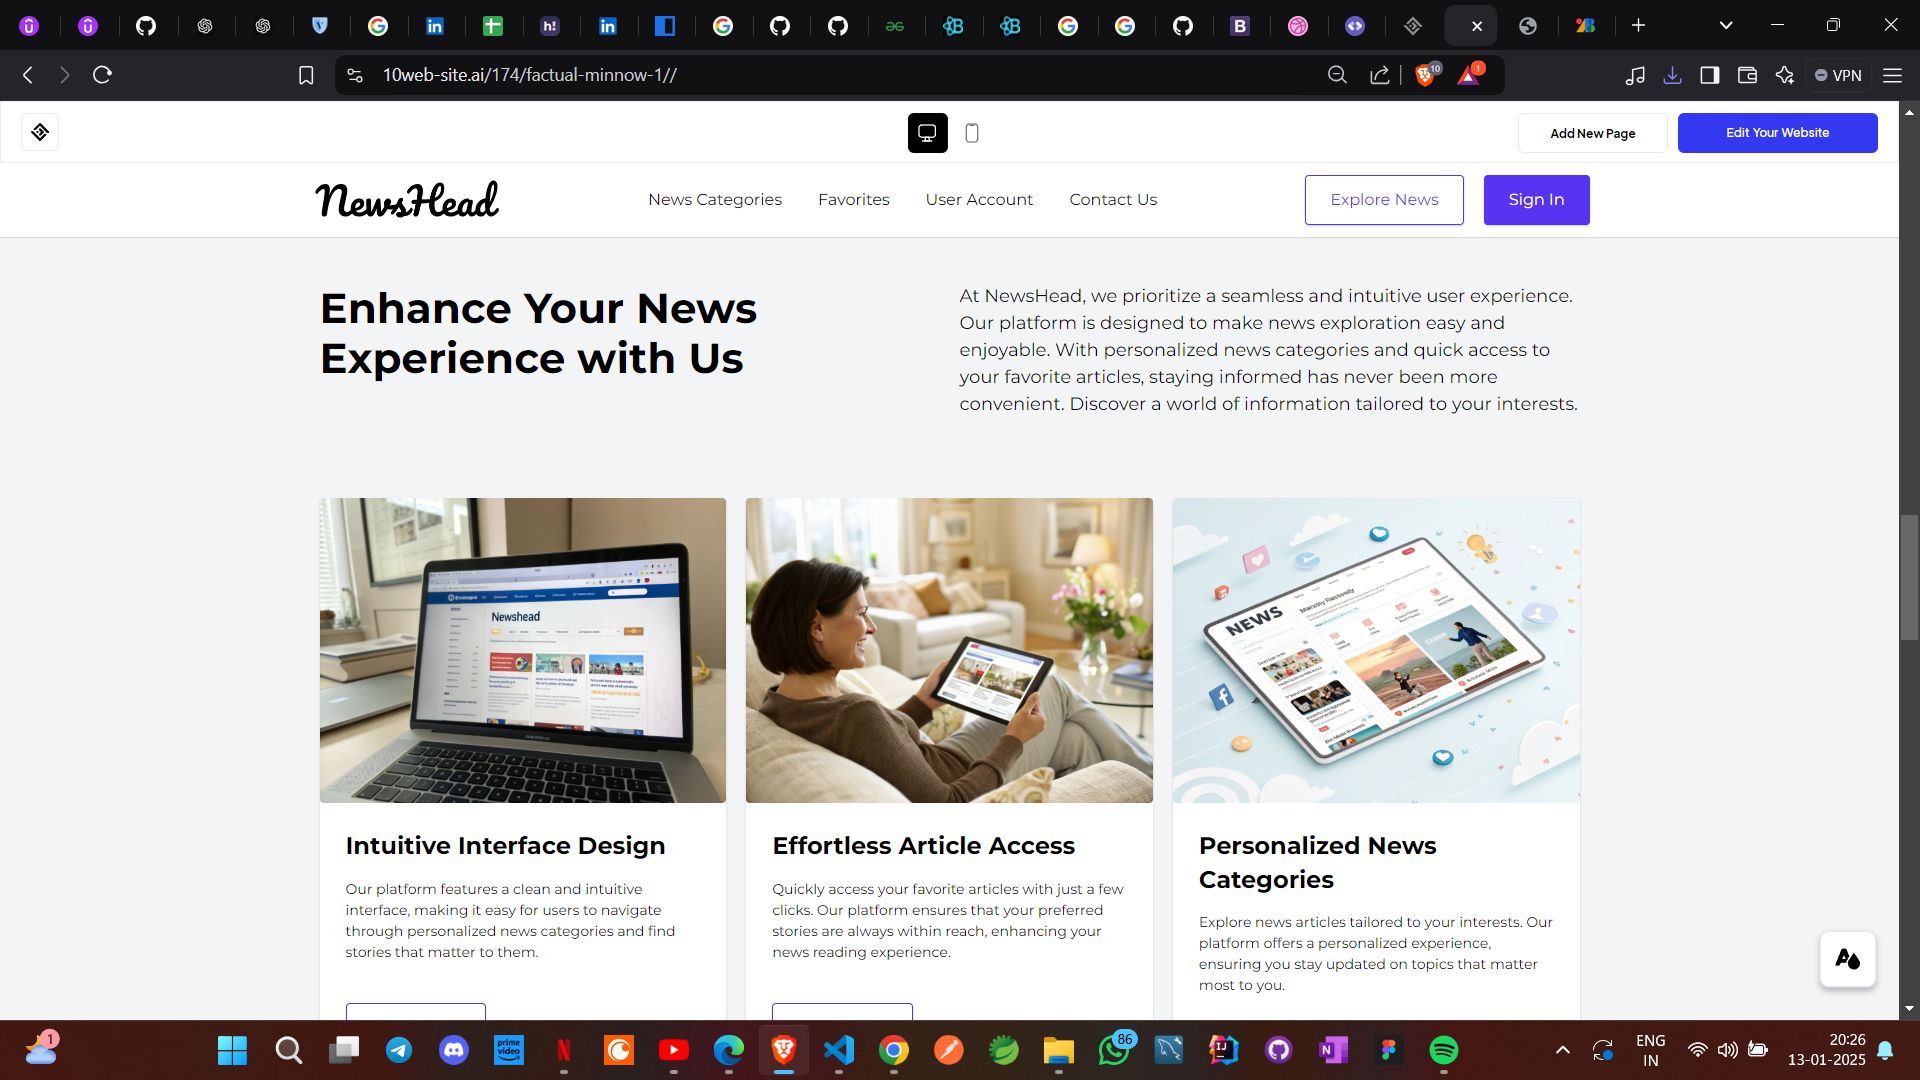 10web-site.ai/174/factual-minnow-1//
10
1
VPN
Add New Page
Edit Your Website
NewsHead
News Categories
Favorites
User Account
Contact Us
Explore News
Sign In
Enhance Your News
Experience with Us
At NewsHead, we prioritize a seamless and intuitive user experience.
Our platform is designed to make news exploration easy and
enjoyable. With personalized news categories and quick access to
your favorite articles, staying informed has never been more
convenient. Discover a world of information tailored to your interests.
Newshead
NEWS
Intuitive Interface Design
Our platform features a clean and intuitive
interface, making it easy for users to navigate
through personalized news categories and find
stories that matter to them.
Effortless Article Access
Quickly access your favorite articles with just a few
clicks. Our platform ensures that your preferred
stories are always within reach, enhancing your
news reading experience.
Personalized News
Categories
Explore news articles tailored to your interests. Our
platform offers a personalized experience,
ensuring you stay updated on topics that matter
most to you.
1
prime
video
86
ENG
IN
20:26
13-01-2025